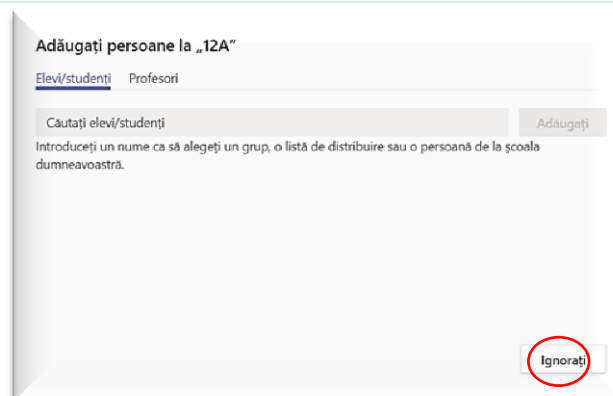 Adăugați persoane la „12A”
Elevi/studenți Profesori
Căutați elevi/studenți Adăugați
Introduceți un nume ca să alegeți un grup, o listă de distribuire sau o persoană de la școala
dumneavoastră.
Ignorați